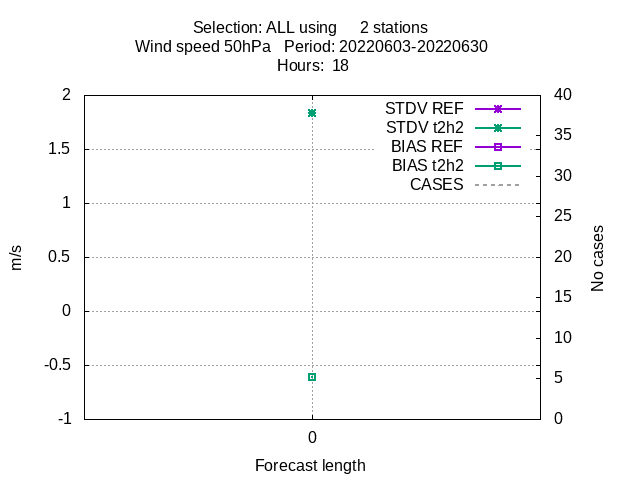 Selection: ALL using 2 stations
Wind speed 50hPa Period: 20220603-20220630
Hours: 18
2
1.5
1
0.5
0
-0.5
-1
40
35
30
25
20
15
10
5
0
STDV REF
STDV t2h2
BIAS REF
BIAS t2h2
CASES
m/s
No cases
0
Forecast length